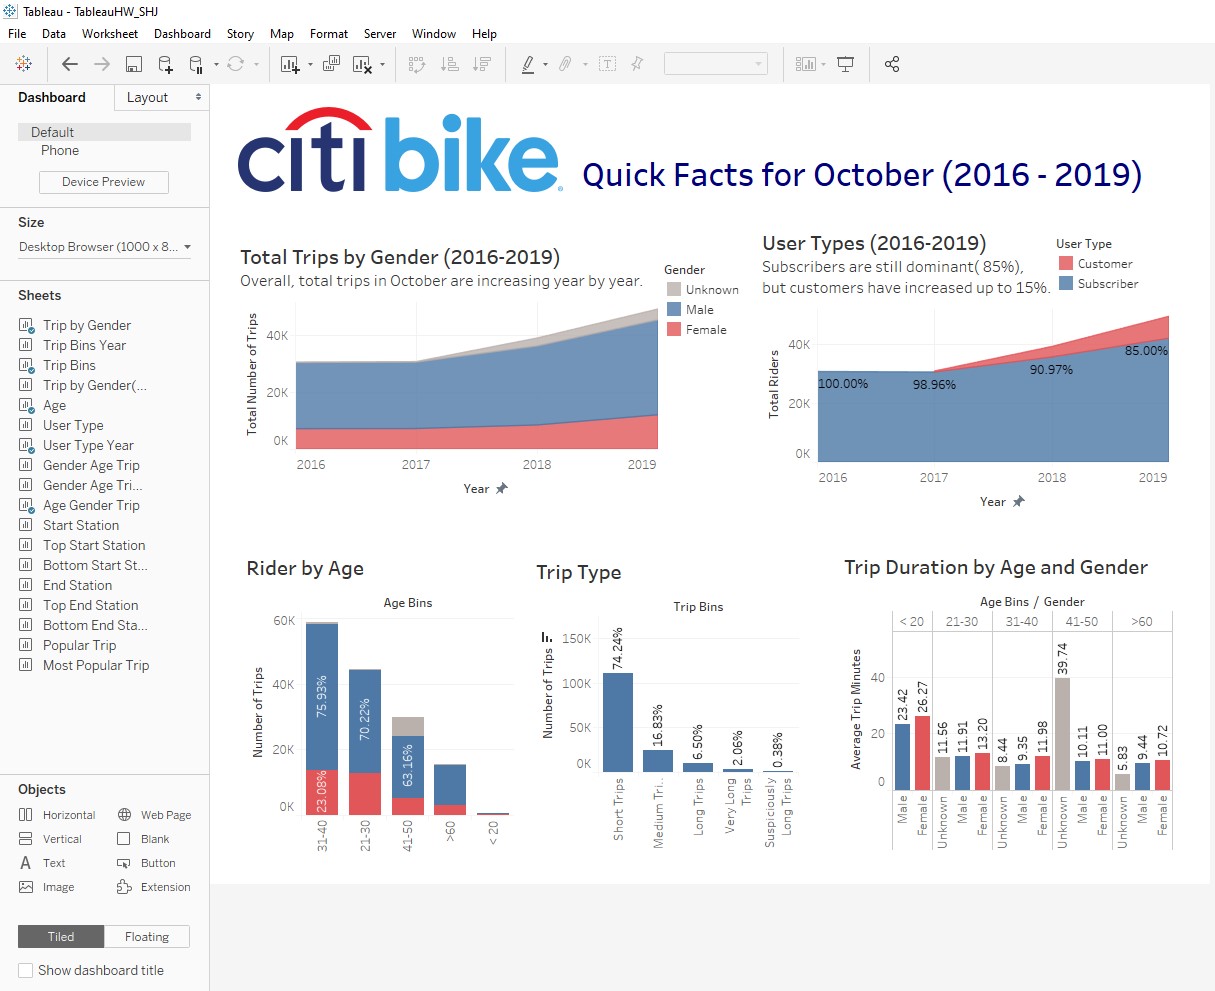 Tableau - TableauHW_SHJ
File Data Worksheet Dashboard Story Map Format Server Window Help
Dashboard Layout
Default
Phone
Device Preview
Size
Desktop Browser (1000 x 8...
Sheets
Trip by Gender
Trip Bins Year
Trip Bins
Trip by Gender(...
Age
User Type
User Type Year
Gender Age Trip
Gender Age Tri...
Age Gender Trip
Start Station
Top Start Station
Bottom Start St...
End Station
Top End Station
Bottom End Sta...
Popular Trip
Most Popular Trip
Objects
Horizontal Web Page
Vertical Blank
Text Button
Image Extension
Tiled Floating
Show dashboard title
citi bike
Quick Facts for October (2016 - 2019)
Total Trips by Gender (2016-2019)
Overall, total trips in October are increasing year by year.
Gender
Unknown
Male
Female
Total Number of Trips
40K
20K
0K
2016 2017 2018 2019
Year
User Types (2016-2019)
Subscribers are still dominant( 85%),
but customers have increased up to 15%.
User Type
Customer
Subscriber
Total Riders
40K
20K
0K
100.00% 98.96% 90.97% 85.00%
2016 2017 2018 2019
Year
Rider by Age
Age Bins
Number of Trips
60K
40K
20K
0K
75.93%
23.08%
70.22%
63.16%
31-40 21-30 41-50 >60 < 20
Trip Type
Trip Bins
Number of Trips
150K
100K
50K
0K
74.24% 16.83% 6.50% 2.06% 0.38%
Short Trips
Medium Tri..
Long Trips
Very Long
Trips
Suspiciously
Long Trips
Trip Duration by Age and Gender
Age Bins / Gender
< 20 21-30 31-40 41-50 >60
Average Trip Minutes
40
20
0
23.42 26.27 11.56 11.91 13.20 8.44 9.35 11.98 39.74 10.11 11.00 5.83 9.44 10.72
Male Female Unknown Male Female Unknown Male Female Unknown Male Female Unknown Male Female